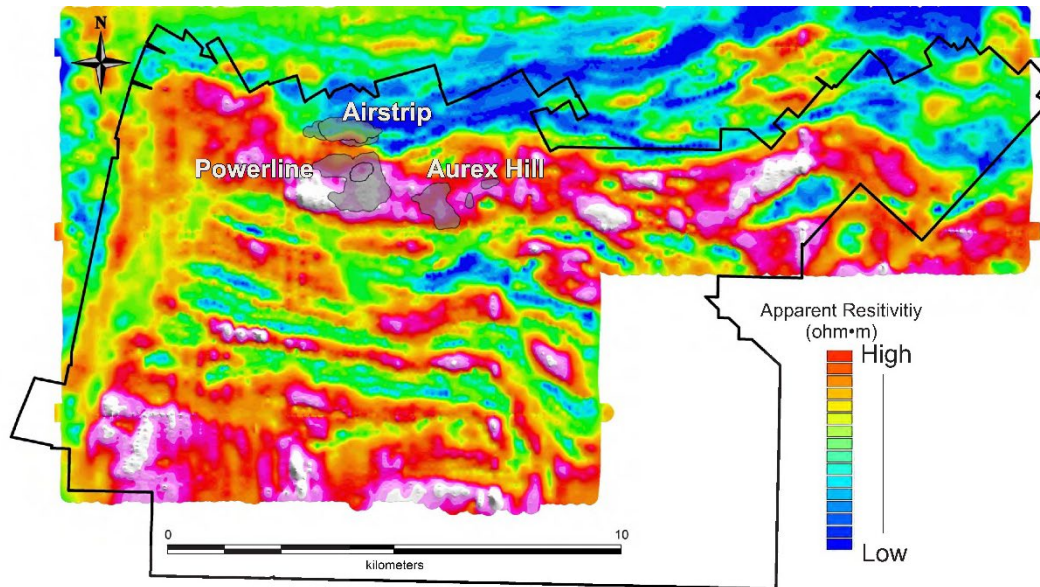 N
Airstrip
Powerline
Aurex Hill
Apparent Resitivitiy
(ohm•m)
High
Low
0
10
kilometers